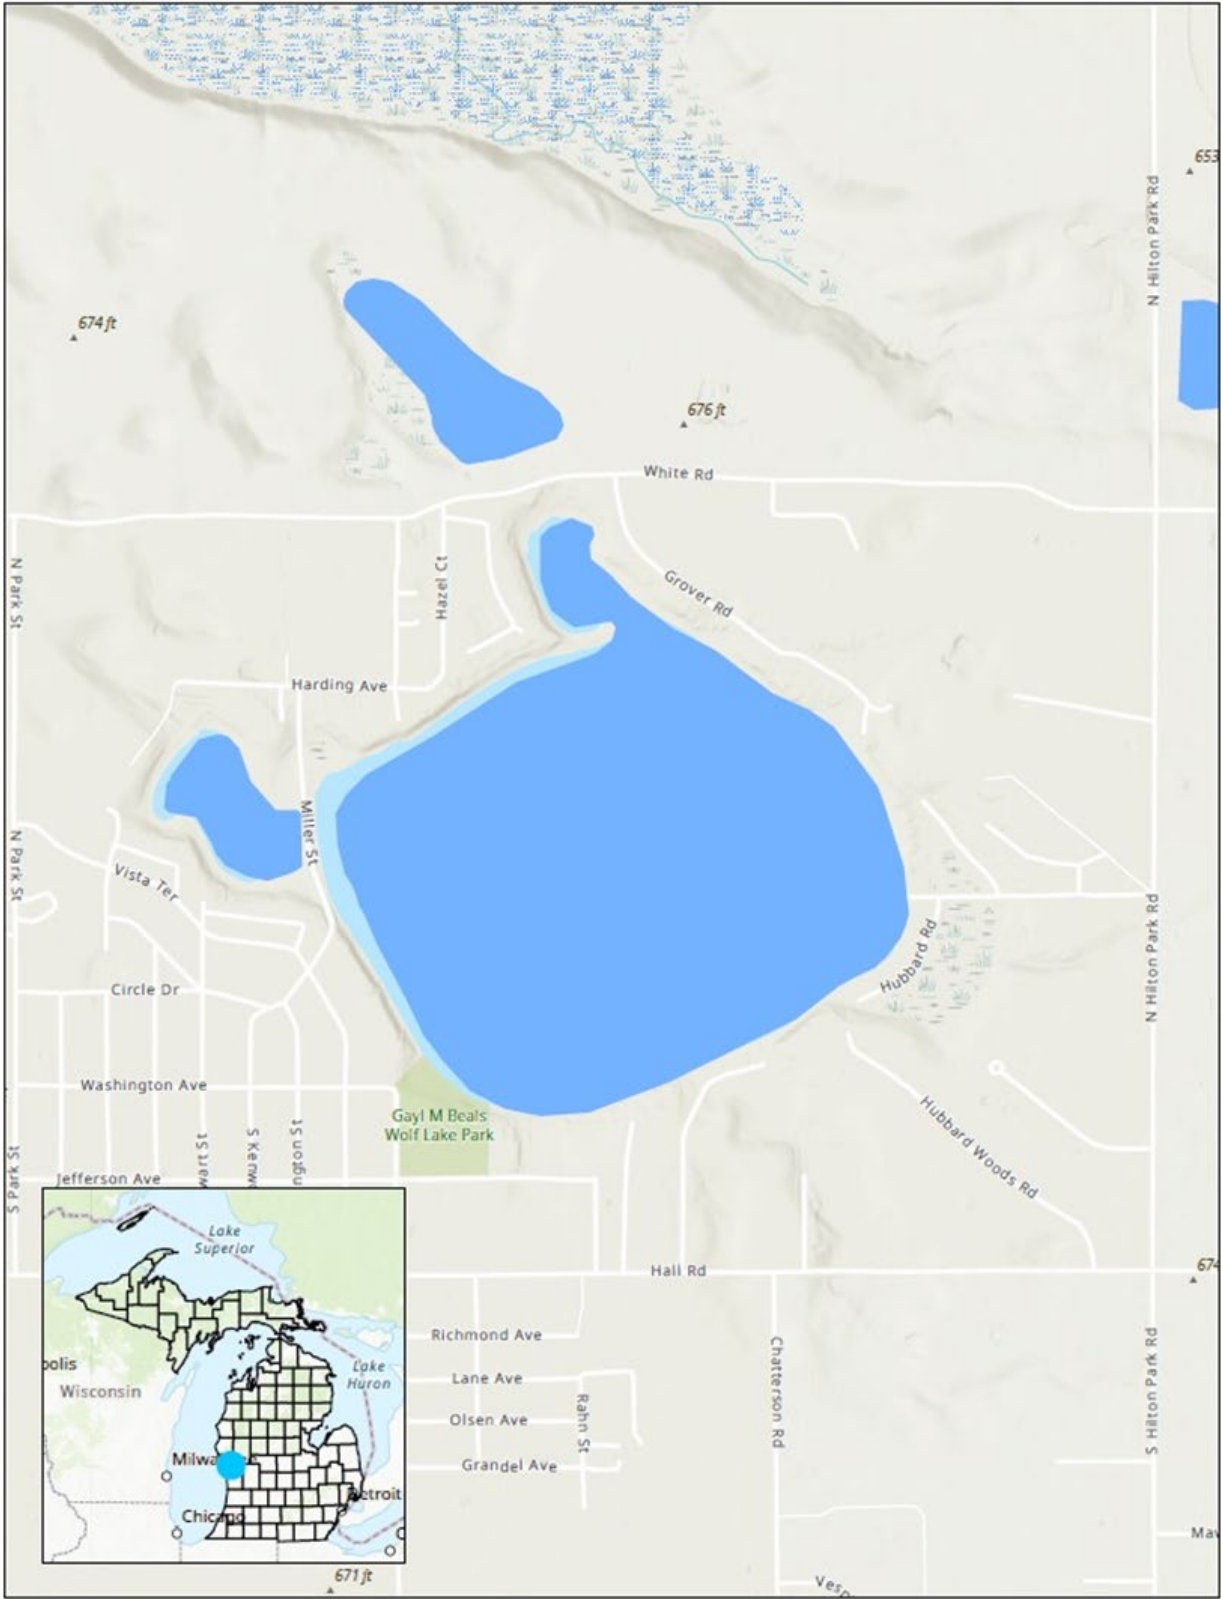 653
N Hilton Park Rd
674 ft
676 ft
White Rd
N Park St
Hazel Ct
Grover Rd
Harding Ave
Miller St
N Park St
Vista Ter
Hubbard Rd
N Hilton Park Rd
Circle Dr
Washington Ave
Gayl M Beals
Wolf Lake Park
Hubbard Woods Rd
S Park St
Jefferson Ave
Lake
Superior
Hall Rd
674
Richmond Ave
Lake
Huron
Wisconsin
Lane Ave
Rahn St
Chatterson Rd
S Hilton Park Rd
Olsen Ave
Grandel Ave
Chicago
671 ft